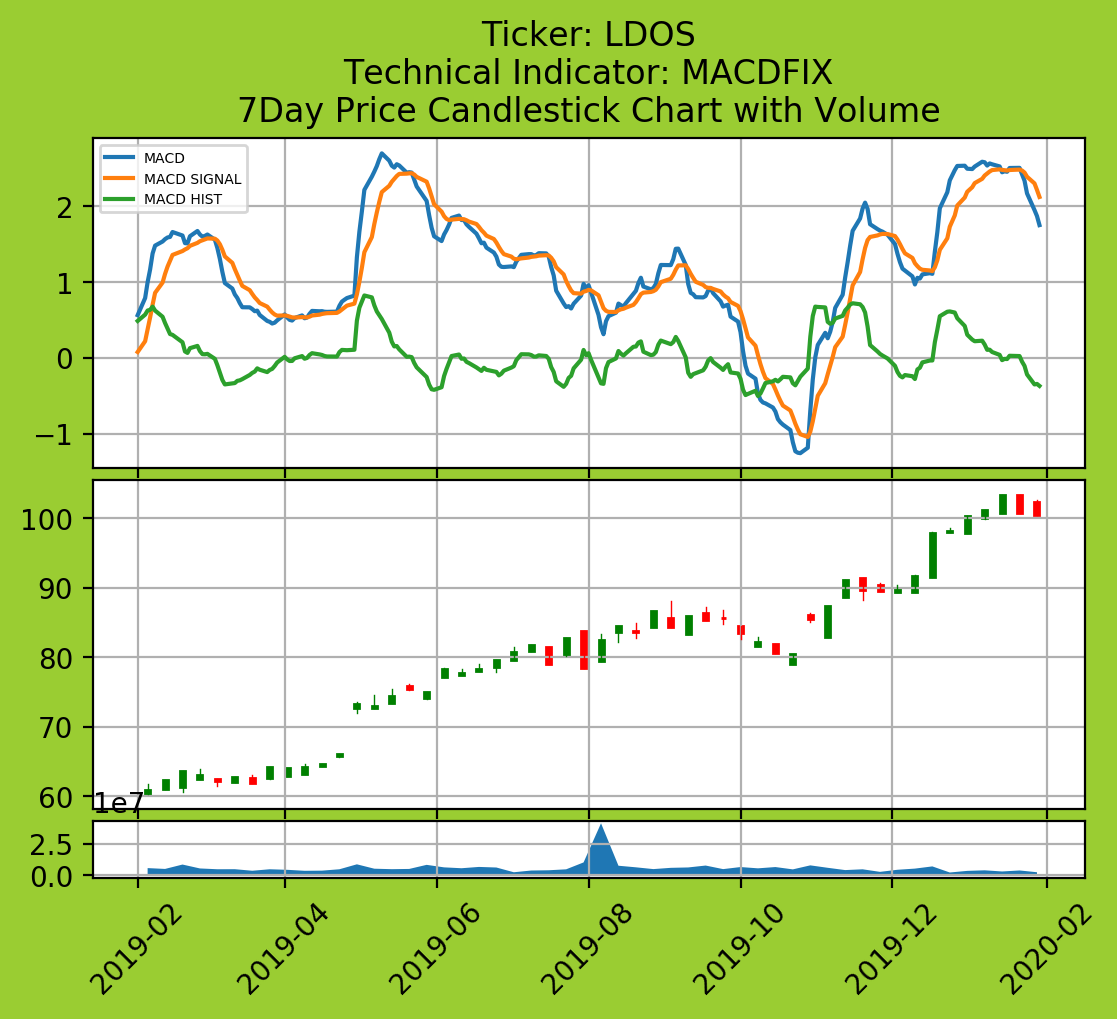 Ticker: LDOS
Technical Indicator: MACDFIX
7Day Price Candlestick Chart with Volume
MACD
MACD SIGNAL
MACD HIST
2
1
0
−1
100
90
80
70
60
1e7
2.5
0.0
2019-02
2019-04
2019-06
2019-08
2019-10
2019-12
2020-02